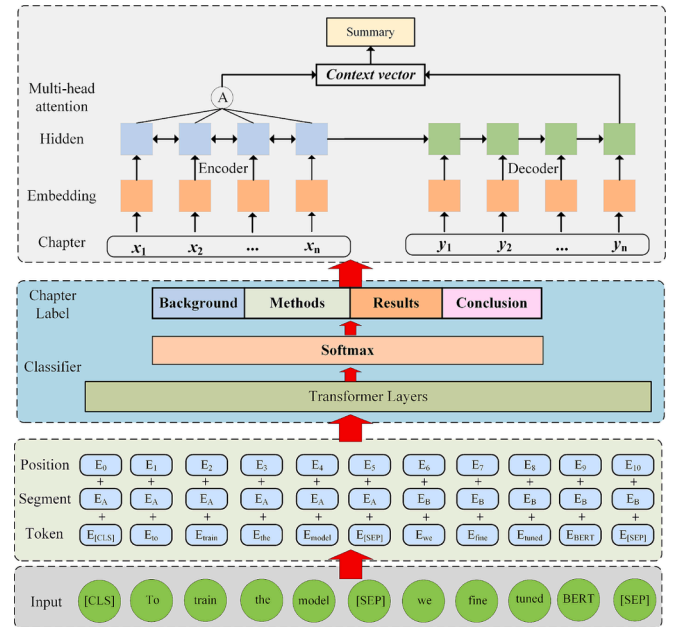 Summary
Context vector
Multi-head
attention
A
Hidden
Encoder
Decoder
Embedding
Chapter x1 x2 ... xn y1 y2 ... yn
Chapter
Label
Background Methods Results Conclusion
Softmax
Classifier
Transformer Layers
Position E0 E1 E2 E3 E4 E5 E6 E7 E8 E9 E10
+ + + + + + + + + + +
Segment EA EA EA EA EA EA EB EB EB EB EB
+ + + + + + + + + + +
Token E[CLS] Eto Etrain Ethe Emodel E[SEP] Ewe Efine Etuned EBERT E[SEP]
Input [CLS] To train the model [SEP] we fine tuned BERT [SEP]